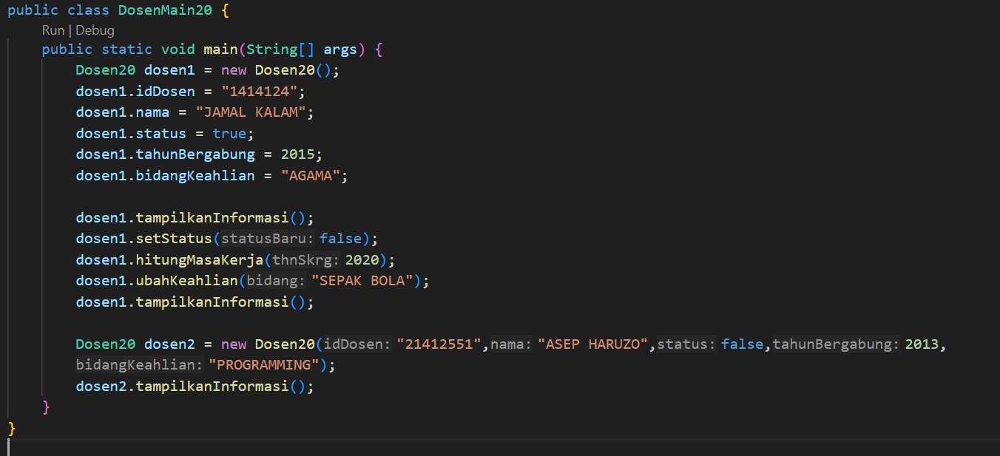 public class DosenMain20 {
Run | Debug
public static void main(String[] args) {
Dosen20 dosen1 = new Dosen20();
dosen1.idDosen = "1414124";
dosen1.nama = "JAMAL KALAM";
dosen1.status = true;
dosen1.tahunBergabung = 2015;
dosen1.bidangKeahlian = "AGAMA";
dosen1.tampilkanInformasi();
dosen1.setStatus(statusBaru: false);
dosen1.hitungMasaKerja(thnSkrg: 2020);
dosen1.ubahKeahlian(bidang: "SEPAK BOLA");
dosen1.tampilkanInformasi();
Dosen20 dosen2 = new Dosen20(idDosen: "21412551",nama: "ASEP HARUZO",status: false,tahunBergabung: 2013,
bidangKeahlian: "PROGRAMMING");
dosen2.tampilkanInformasi();
}
}